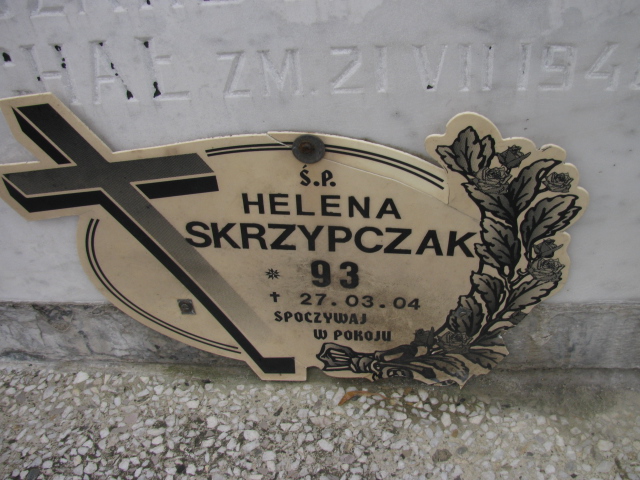 ZM. 21 VII 194
Ś.P.
HELENA
SKRZYPCZAK
* 93
† 27.03.04
SPOCZYWAJ
W POKOJU